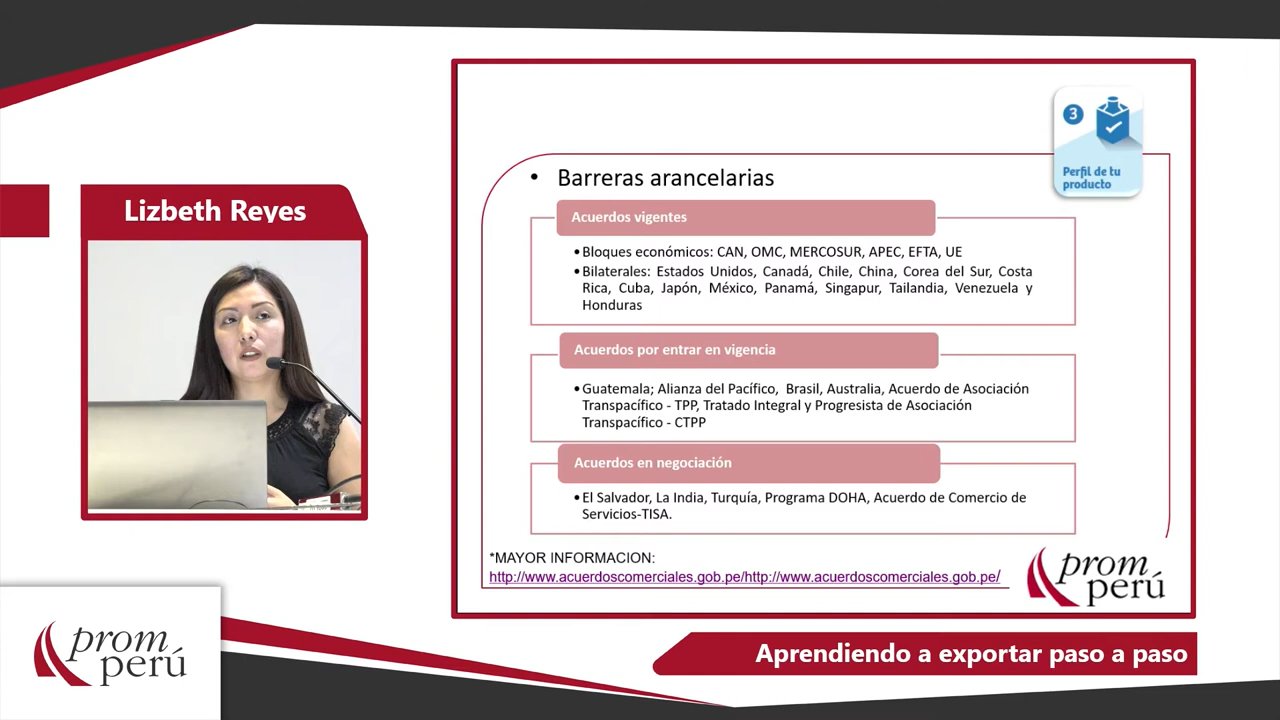 Lizbeth Reyes
3
Perfil de tu
producto
• Barreras arancelarias
Acuerdos vigentes
•Bloques económicos: CAN, OMC, MERCOSUR, APEC, EFTA, UE
•Bilaterales: Estados Unidos, Canadá, Chile, China, Corea del Sur, Costa
Rica, Cuba, Japón, México, Panamá, Singapur, Tailandia, Venezuela y
Honduras
Acuerdos por entrar en vigencia
•Guatemala; Alianza del Pacífico, Brasil, Australia, Acuerdo de Asociación
Transpacífico - TPP, Tratado Integral y Progresista de Asociación
Transpacífico - CTPP
Acuerdos en negociación
•El Salvador, La India, Turquía, Programa DOHA, Acuerdo de Comercio de
Servicios-TISA.
*MAYOR INFORMACION:
http://www.acuerdoscomerciales.gob.pe/http://www.acuerdoscomerciales.gob.pe/
prom
perú
Aprendiendo a exportar paso a paso
prom
perú